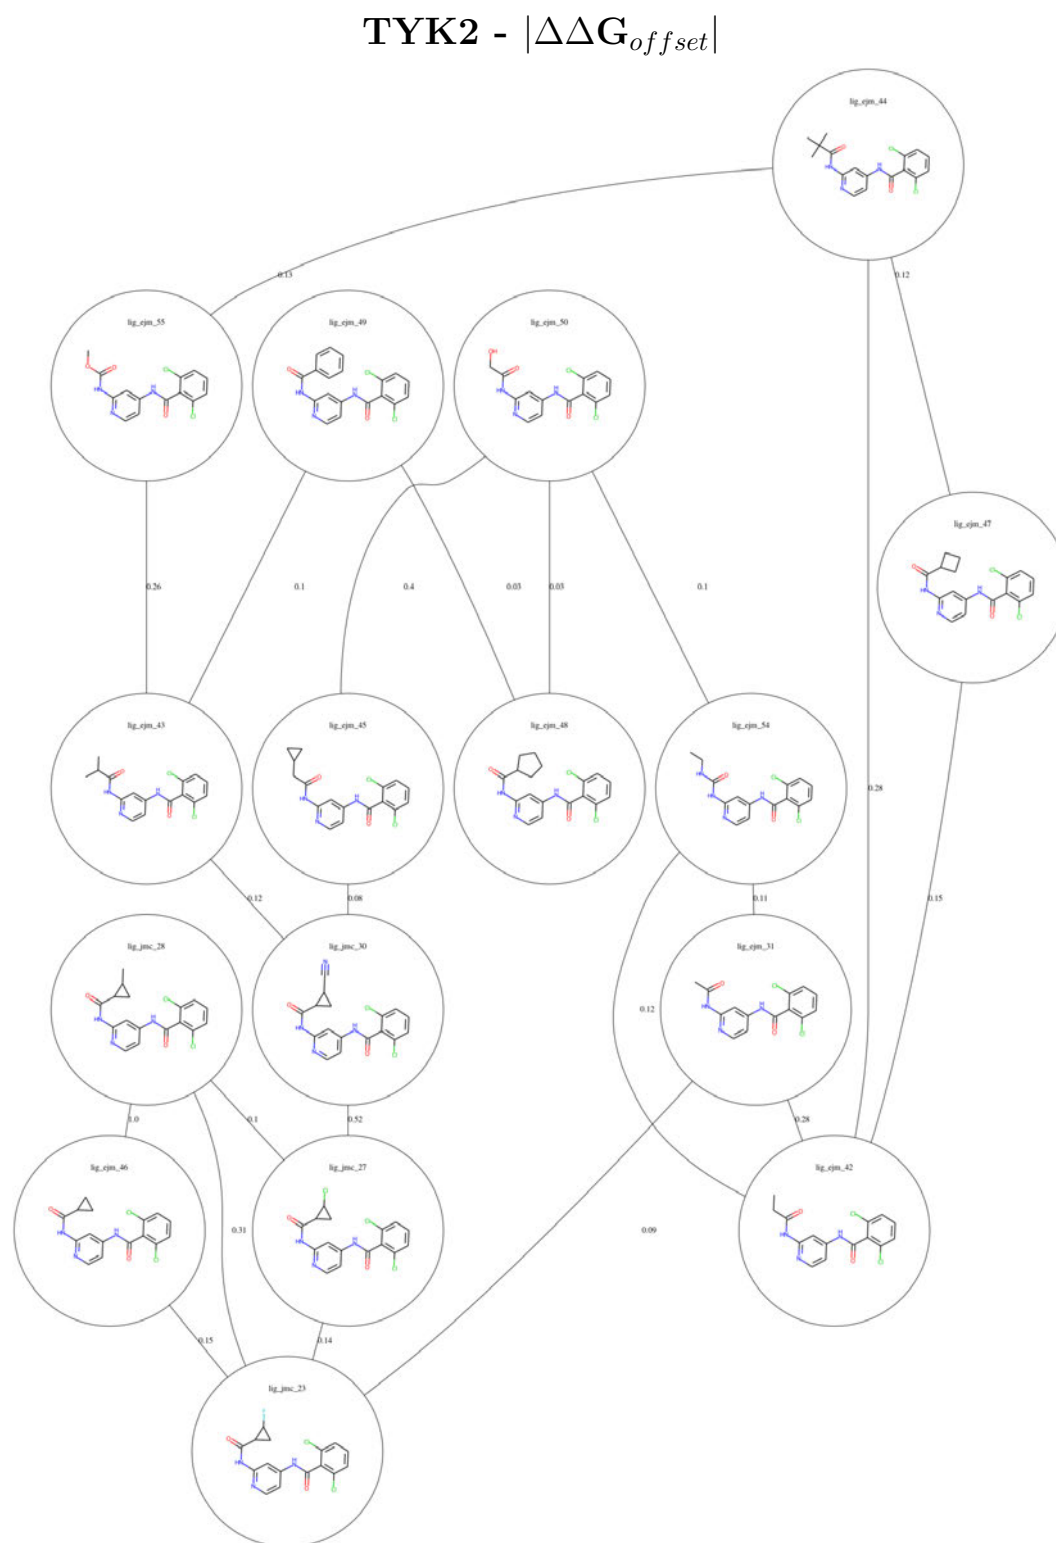 TYK2 - |ΔΔG_offset|
lig_ejm_44
0.13
0.12
lig_ejm_55
lig_ejm_49
lig_ejm_50
lig_ejm_47
0.26
0.1
0.4
0.03
0.03
0.1
lig_ejm_43
lig_ejm_45
lig_ejm_48
lig_ejm_54
0.28
0.12
0.08
0.11
0.15
lig_jmc_28
lig_jmc_30
lig_ejm_31
0.12
1.0
0.1
0.52
0.28
lig_ejm_46
lig_jmc_27
lig_ejm_42
0.31
0.09
0.15
0.14
lig_jmc_23